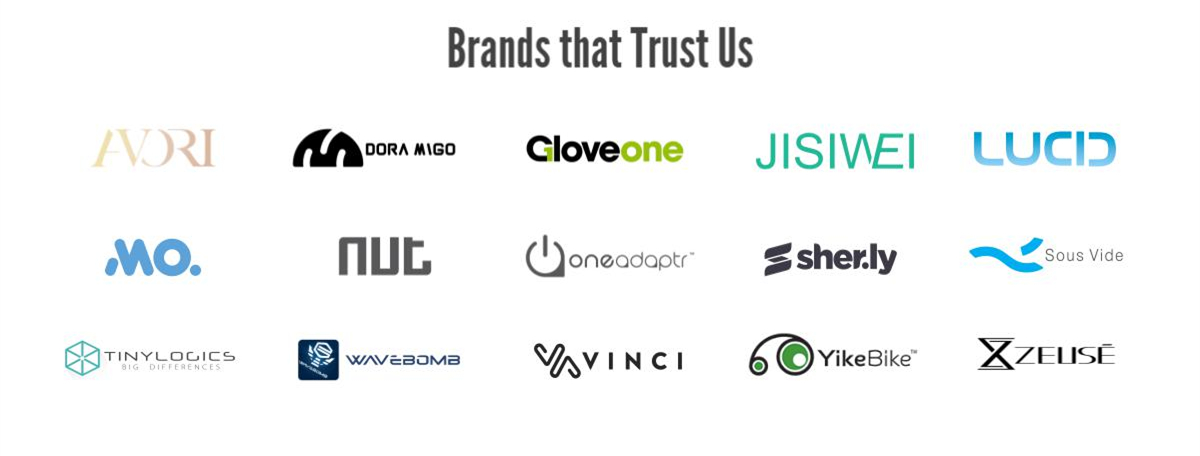 Brands that Trust Us
AVORI
DORA MIGO
Gloveone
JISIWEI
LUCID
MO.
nut
oneadaptr™
sher.ly
Sous Vide
TINYLOGICS
BIG DIFFERENCES
WAVEBOMB
VINCI
YikeBike™
ZEUSĒ